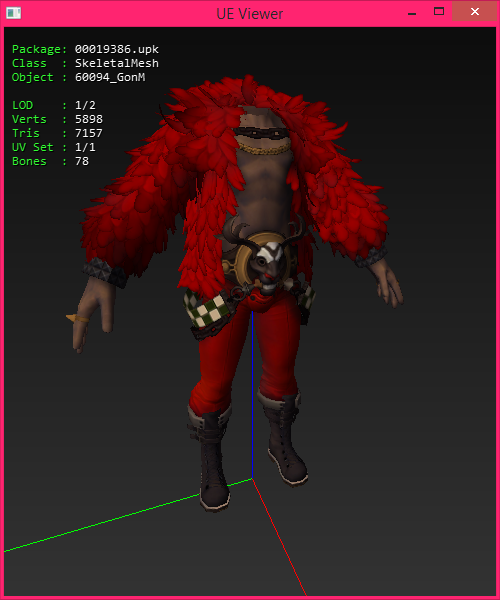 UE Viewer
Package: 00019386.upk
Class  : SkeletalMesh
Object : 60094_GonM
LOD    : 1/2
Verts  : 5898
Tris   : 7157
UV Set : 1/1
Bones  : 78